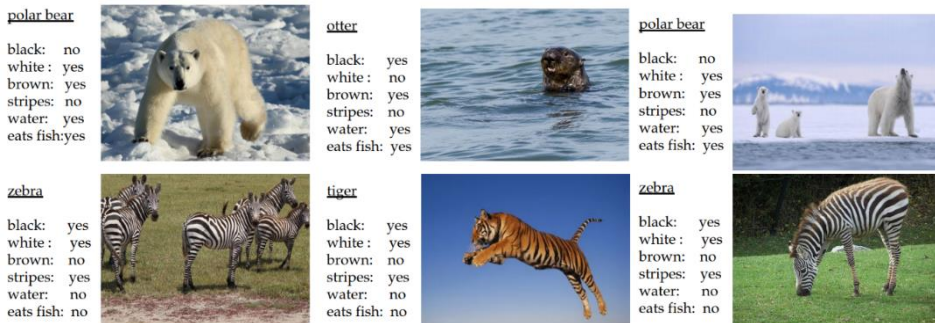 polar bear
black: no
white : yes
brown: yes
stripes: no
water: yes
eats fish:yes
otter
black: yes
white : no
brown: yes
stripes: no
water: yes
eats fish: yes
polar bear
black: no
white : yes
brown: yes
stripes: no
water: yes
eats fish: yes
zebra
black: yes
white : yes
brown: no
stripes: yes
water: no
eats fish: no
tiger
black: yes
white : yes
brown: no
stripes: yes
water: no
eats fish: no
zebra
black: yes
white : yes
brown: no
stripes: yes
water: no
eats fish: no